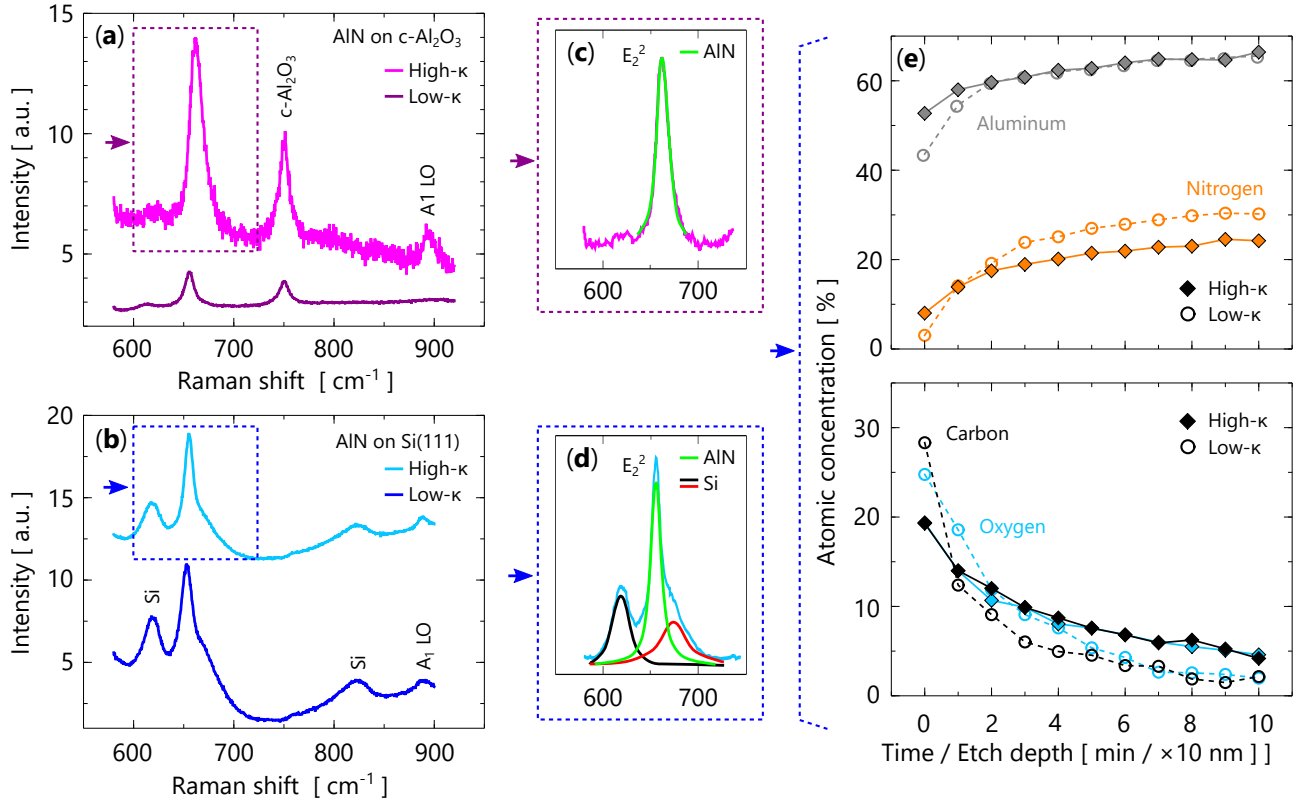 (a)
AlN on c-Al₂O₃
High-κ
Low-κ
c-Al₂O₃
A1 LO
15
10
5
Intensity [ a.u. ]
600 700 800 900
Raman shift [ cm⁻¹ ]
(b)
AlN on Si(111)
High-κ
Low-κ
Si
Si
A₁ LO
20
15
10
5
Intensity [ a.u. ]
600 700 800 900
Raman shift [ cm⁻¹ ]
(c)
E₂²
AlN
600 700
(d)
E₂²
AlN
Si
600 700
(e)
Aluminum
Nitrogen
High-κ
Low-κ
60
40
20
0
Atomic concentration [ % ]
Carbon
Oxygen
High-κ
Low-κ
30
20
10
0
0 2 4 6 8 10
Time / Etch depth [ min / ×10 nm ] ]